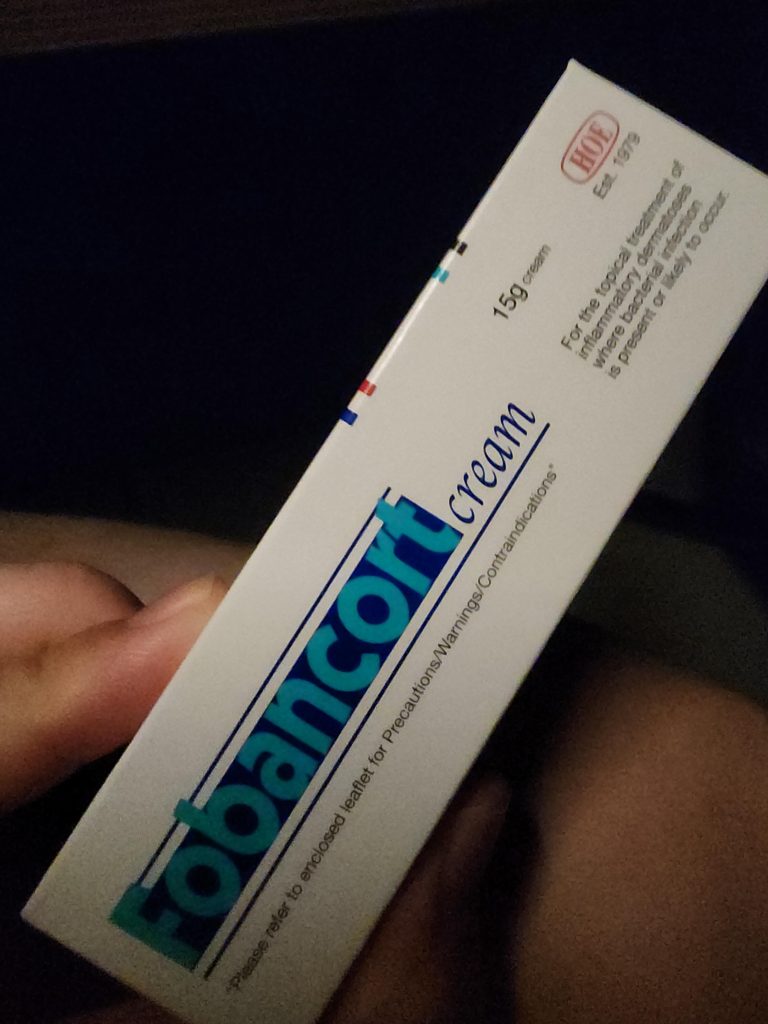 HOE
Est. 1979
For the topical treatment of
inflammatory dermatoses
where bacterial infection
is present or likely to occur.
15g cream
Fobancort cream
"Please refer to enclosed leaflet for Precautions/Warnings/Contraindications"